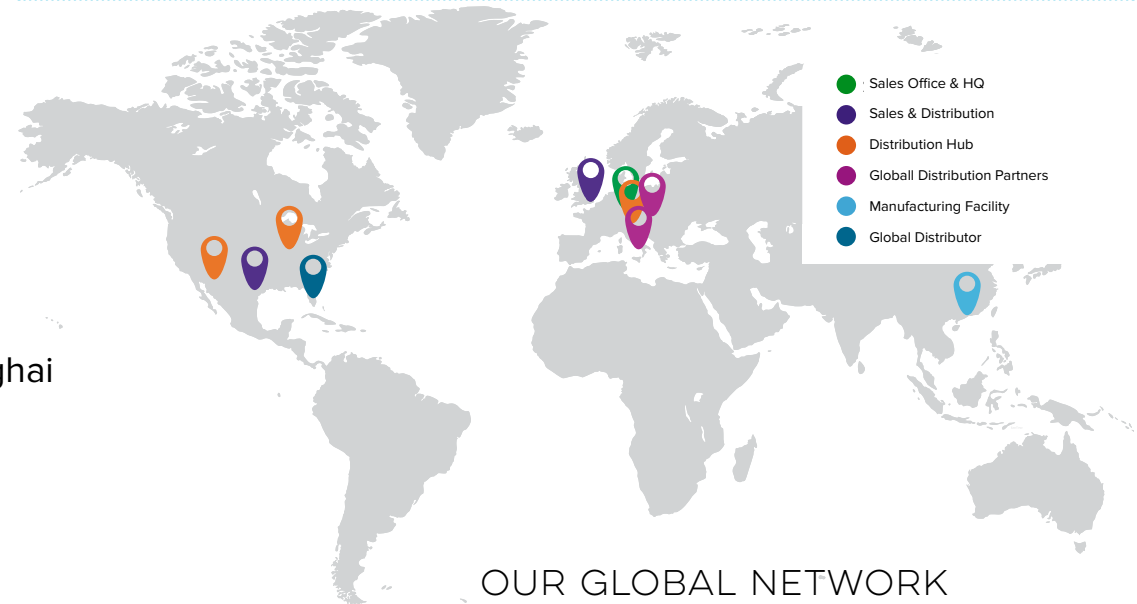 Sales Office & HQ
Sales & Distribution
Distribution Hub
Globall Distribution Partners
Manufacturing Facility
Global Distributor
ghai
OUR GLOBAL NETWORK